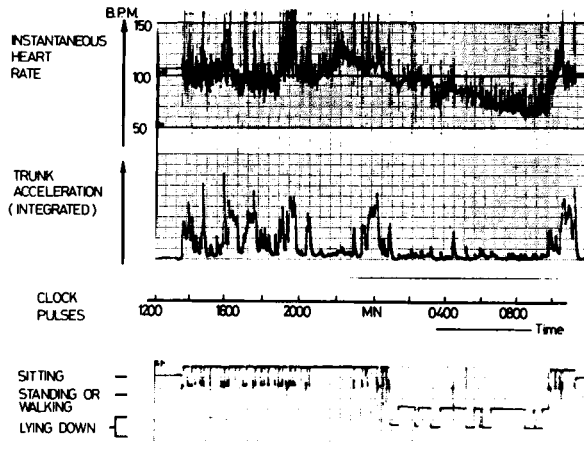 B.P.M.
150
INSTANTANEOUS
HEART
RATE
100
50
TRUNK
ACCELERATION
(INTEGRATED)
CLOCK
PULSES
1200 1600 2000 MN 0400 0800
Time
SITTING
STANDING OR
WALKING
LYING DOWN